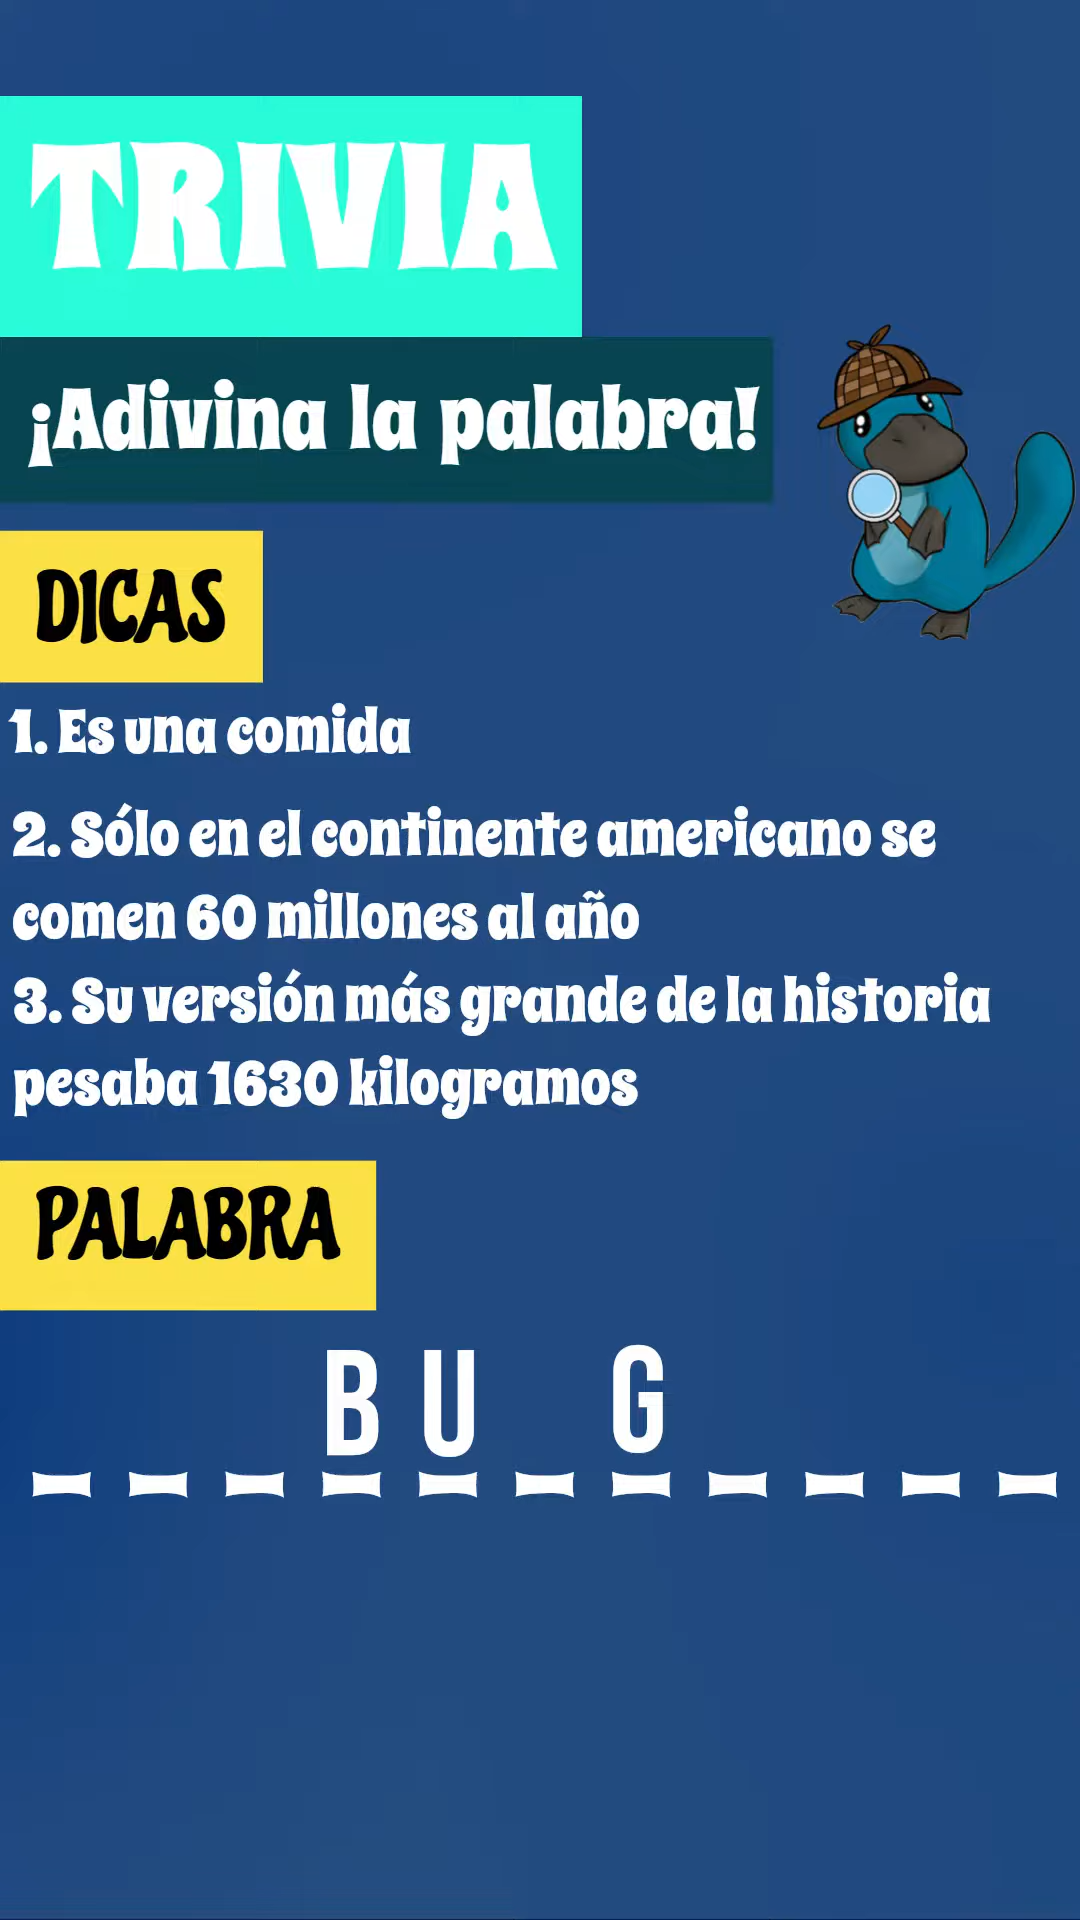 TRIVIA
¡Adivina la palabra!
DICAS
1. Es una comida
2. Sólo en el continente americano se
comen 60 millones al año
3. Su versión más grande de la historia
pesaba 1630 kilogramos
PALABRA
_ _ _ B U _ G _ _ _ _